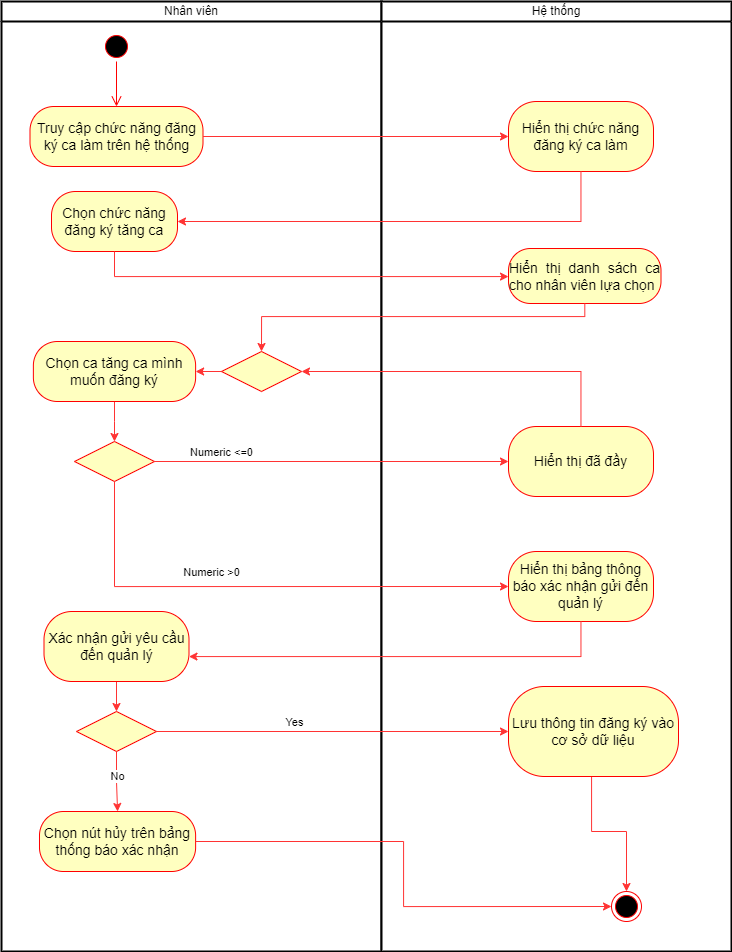 Nhân viên
Hệ thống
Truy cập chức năng đăng
ký ca làm trên hệ thống
Hiển thị chức năng
đăng ký ca làm
Chọn chức năng
đăng ký tăng ca
Hiển thị danh sách ca
cho nhân viên lựa chọn
Chọn ca tăng ca mình
muốn đăng ký
Numeric <=0
Hiển thị đã đầy
Numeric >0
Hiển thị bảng thông
báo xác nhận gửi đến
quản lý
Xác nhận gửi yêu cầu
đến quản lý
Yes
Lưu thông tin đăng ký vào
cơ sở dữ liệu
No
Chọn nút hủy trên bảng
thống báo xác nhận